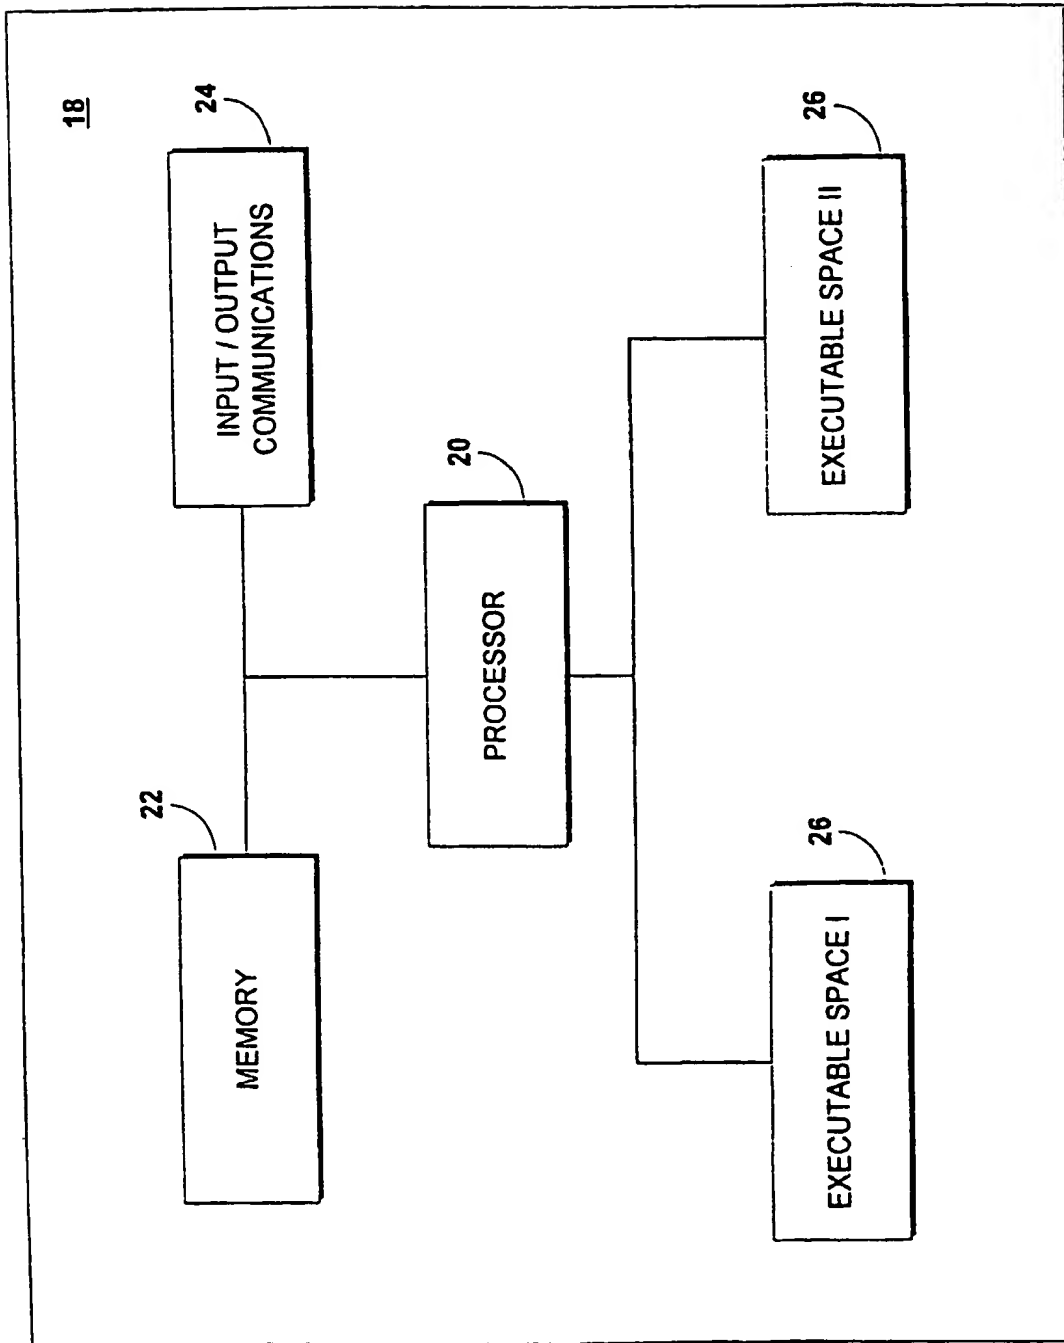 18
22
MEMORY
24
INPUT / OUTPUT
COMMUNICATIONS
20
PROCESSOR
26
EXECUTABLE SPACE I
26
EXECUTABLE SPACE II